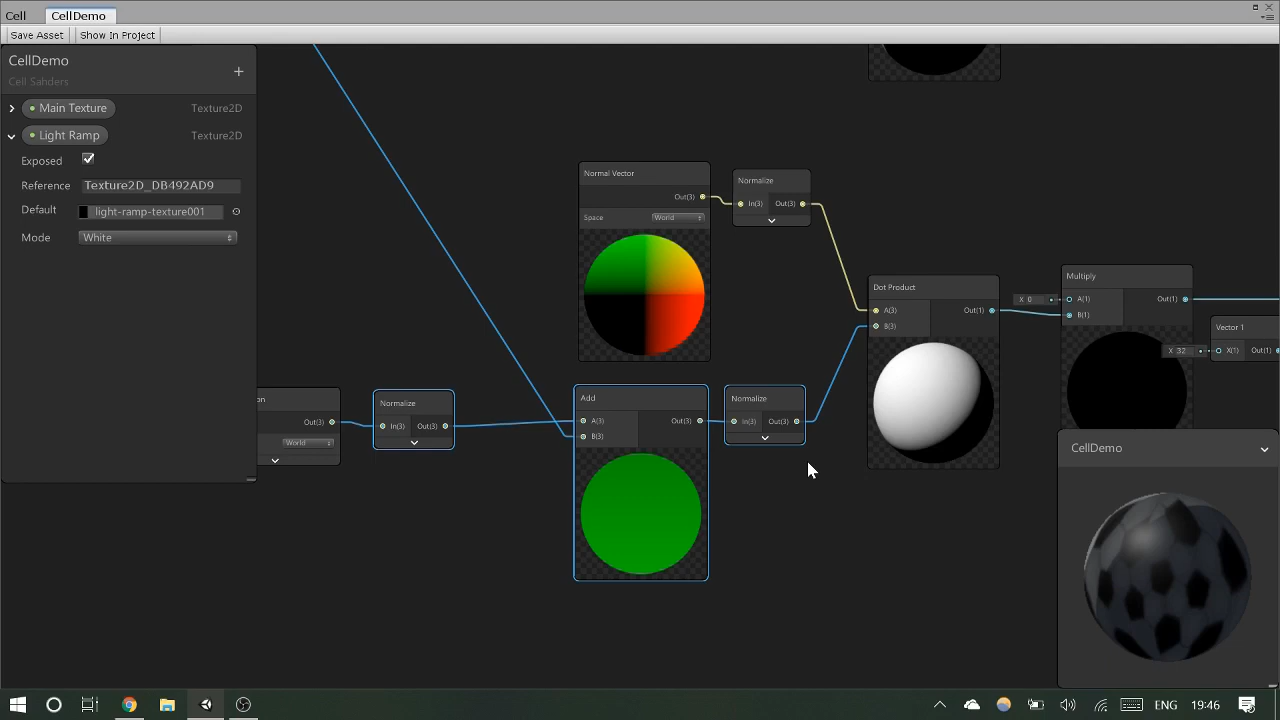 Cell CellDemo
Save Asset Show In Project
CellDemo
Cell Sahders
Main Texture Texture2D
Light Ramp Texture2D
Exposed
Reference Texture2D_DB492AD9
Default light-ramp-texture001
Mode White
Normal Vector
Out(3)
Space World
Normalize
In(3) Out(3)
Dot Product
A(3) Out(1)
B(3)
Multiply
X 0 A(1) Out(1)
B(1)
Vector 1
X 32 X(1) Out(1)
on
Out(3)
World
Normalize
In(3) Out(3)
Add
A(3) Out(3)
B(3)
Normalize
In(3) Out(3)
CellDemo
ENG 19:46